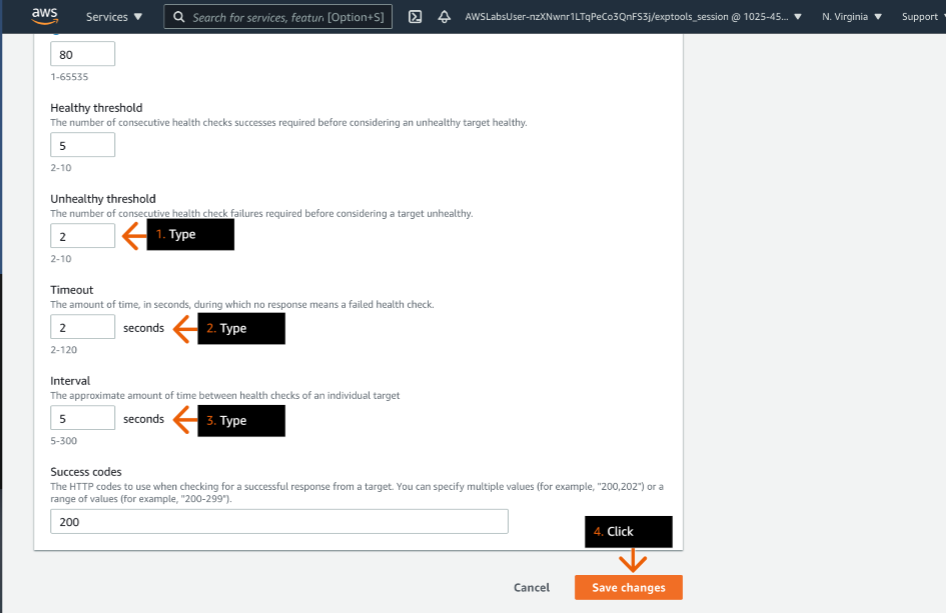 aws
Services ▼
Search for services, featur [Option+S]
AWSLabsUser-nzXNwnr1LTqPeCo3QnFS3j/exptools_session @ 1025-45... ▼
N. Virginia ▼
Support
80
1-65535
Healthy threshold
The number of consecutive health checks successes required before considering an unhealthy target healthy.
5
2-10
Unhealthy threshold
The number of consecutive health check failures required before considering a target unhealthy.
2
1. Type
2-10
Timeout
The amount of time, in seconds, during which no response means a failed health check.
2 seconds
2. Type
2-120
Interval
The approximate amount of time between health checks of an individual target
5 seconds
3. Type
5-300
Success codes
The HTTP codes to use when checking for a successful response from a target. You can specify multiple values (for example, "200,202") or a
range of values (for example, "200-299").
200
4. Click
Cancel
Save changes